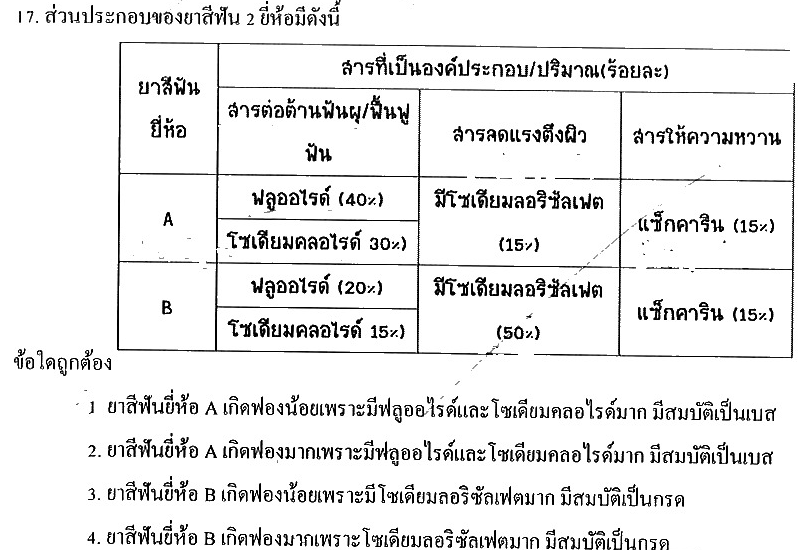 17. ส่วนประกอบของยาสีฟัน 2 ยี่ห้อมีดังนี้
ยาสีฟัน
ยี่ห้อ
สารที่เป็นองค์ประกอบ/ปริมาณ(ร้อยละ)
สารต่อต้านฟันผุ/ฟื้นฟู
ฟัน
สารลดแรงตึงผิว
สารให้ความหวาน
A
ฟลูออไรด์ (40%)
โซเดียมคลอไรด์ 30%)
มีโซเดียมลอริซัลเฟต
(15%)
แซ็กคาริน (15%)
B
ฟลูออไรด์ (20%)
โซเดียมคลอไรด์ 15%)
มีโซเดียมลอริซัลเฟต
(50%)
แซ็กคาริน (15%)
ข้อใดถูกต้อง
1 ยาสีฟันยี่ห้อ A เกิดฟองน้อยเพราะมีฟลูออไรด์และโซเดียมคลอไรด์มาก มีสมบัติเป็นเบส
2. ยาสีฟันยี่ห้อ A เกิดฟองมากเพราะมีฟลูออไรด์และโซเดียมคลอไรด์มาก มีสมบัติเป็นเบส
3. ยาสีฟันยี่ห้อ B เกิดฟองน้อยเพราะมีโซเดียมลอริซัลเฟตมาก มีสมบัติเป็นกรด
4. ยาสีฟันยี่ห้อ B เกิดฟองมากเพราะโซเดียมลอริซัลเฟตมาก มีสมบัติเป็นกรด